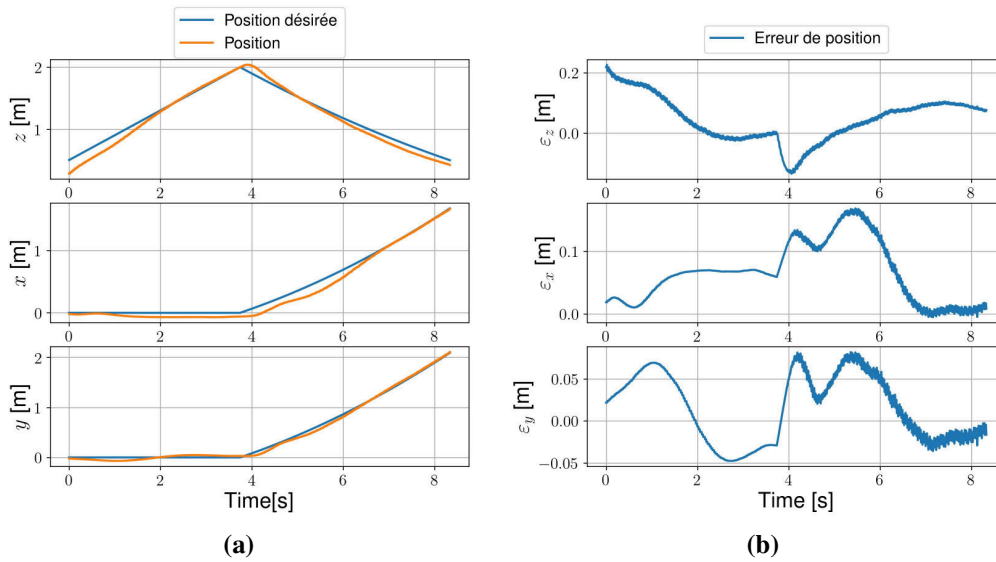 Position désirée
Position
z [m]
2
1
0 2 4 6 8
x [m]
1
0
0 2 4 6 8
y [m]
2
1
0
0 2 4 6 8
Time[s]
(a)
Erreur de position
ε_z [m]
0.2
0.0
0 2 4 6 8
ε_x [m]
0.1
0.0
0 2 4 6 8
ε_y [m]
0.05
0.00
−0.05
0 2 4 6 8
Time [s]
(b)